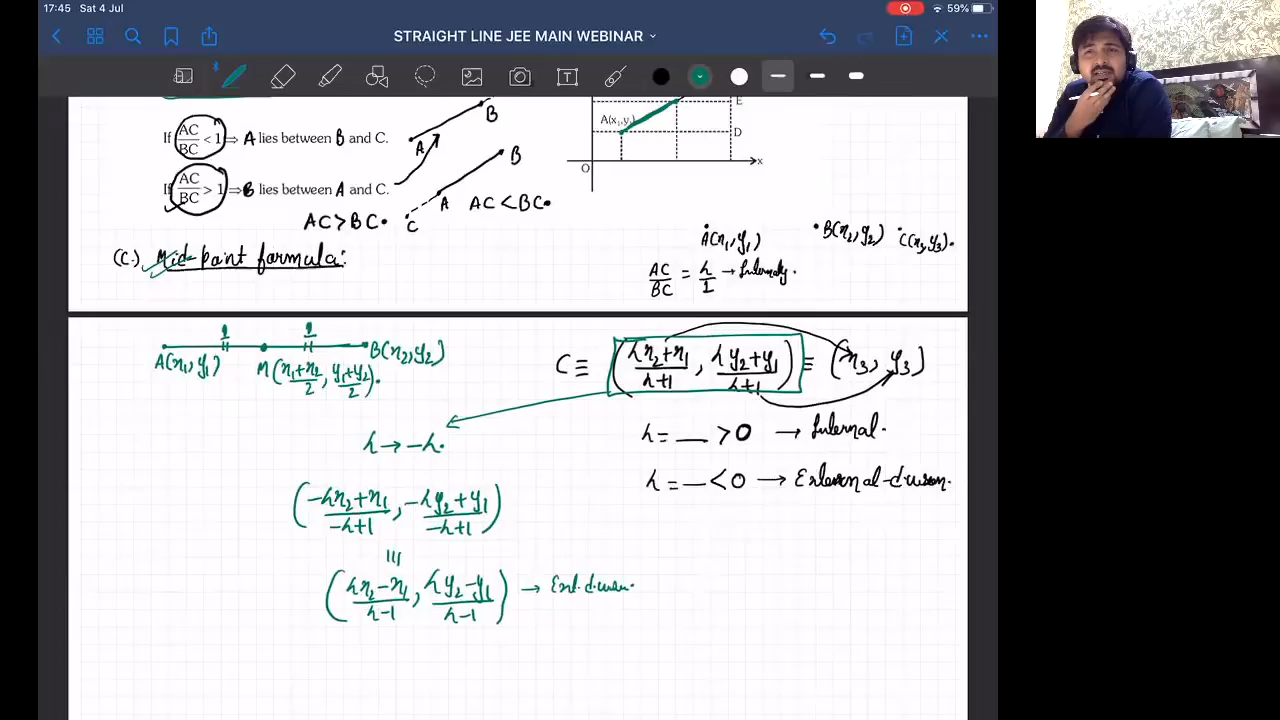 17:45 Sat 4 Jul 59%
STRAIGHT LINE JEE MAIN WEBINAR
T
If AC/BC < 1 ⇒ A lies between B and C.
A B
If AC/BC > 1 ⇒ B lies between A and C.
AC > BC.
C A B
AC < BC.
A(x₁,y₁) E
D
O x
(C.) Mid-point formula:
A(x₁, y₁) B(x₂, y₂) C(x₃, y₃).
AC/BC = λ/1 → Internally.
A(x₁, y₁) M((x₁+x₂)/2, (y₁+y₂)/2). B(x₂, y₂)
C ≡ ((λx₂+x₁)/(λ+1), (λy₂+y₁)/(λ+1)) ≡ (x₃, y₃)
λ → -λ.
λ = __ > 0 → Internal.
λ = __ < 0 → External-division.
((-λx₂+x₁)/(-λ+1), (-λy₂+y₁)/(-λ+1))
≡
((λx₂-x₁)/(λ-1), (λy₂-y₁)/(λ-1)) → Ext. division.